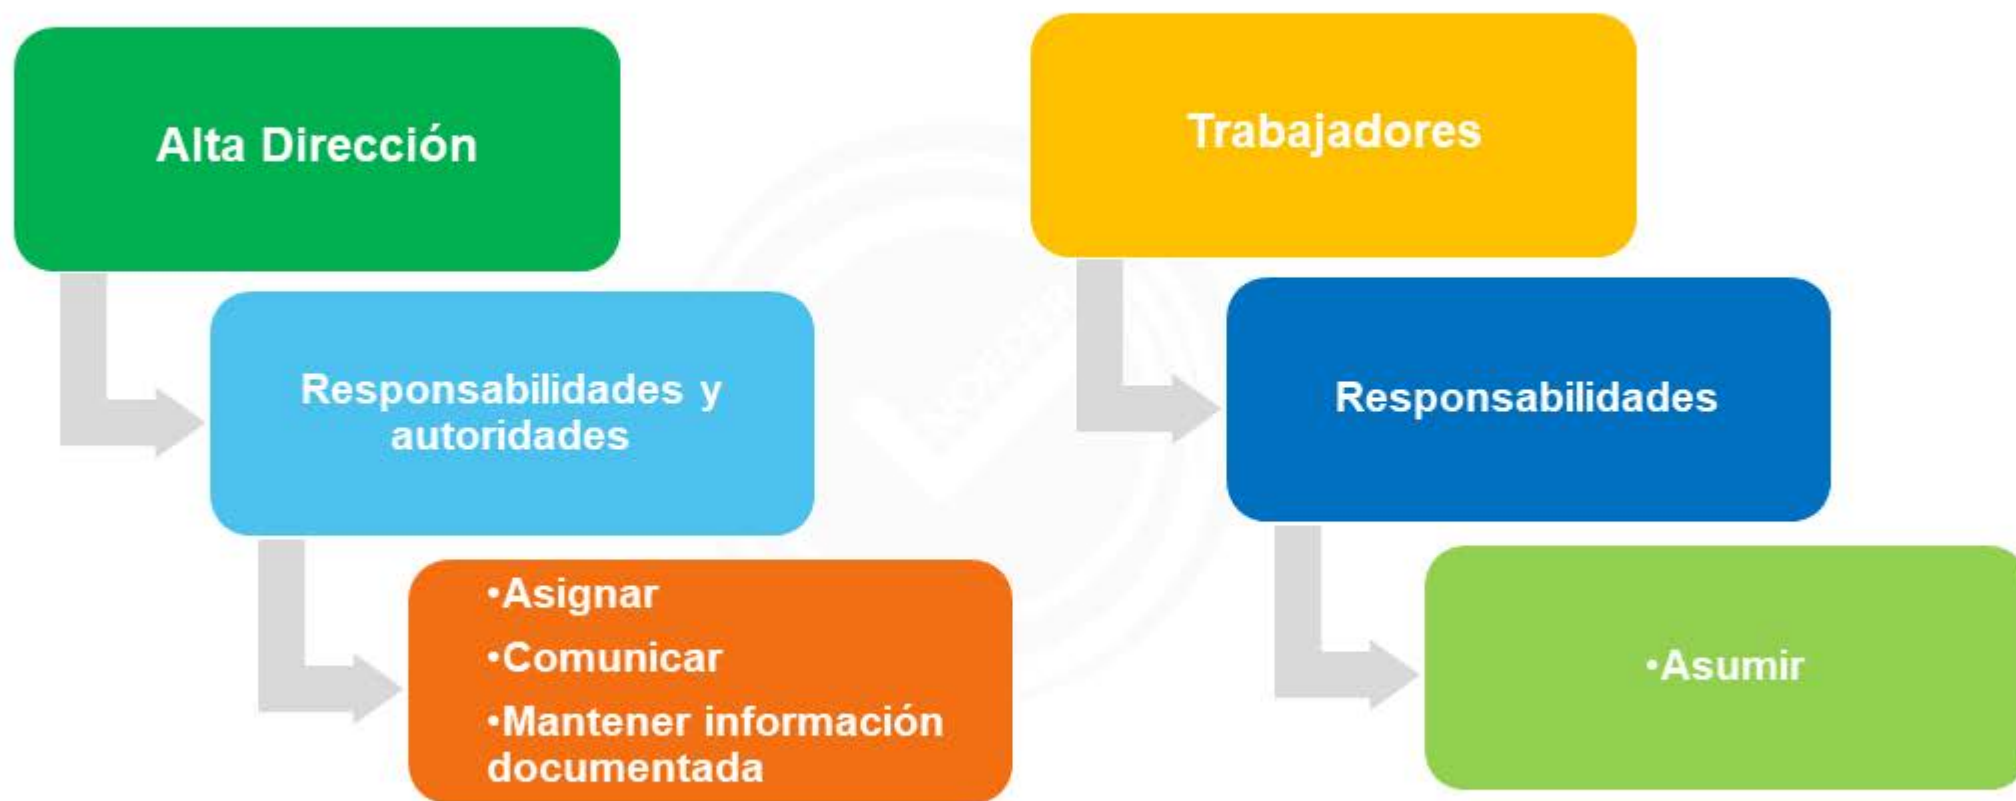 Alta Dirección
Responsabilidades y
autoridades
•Asignar
•Comunicar
•Mantener información
documentada
Trabajadores
Responsabilidades
•Asumir